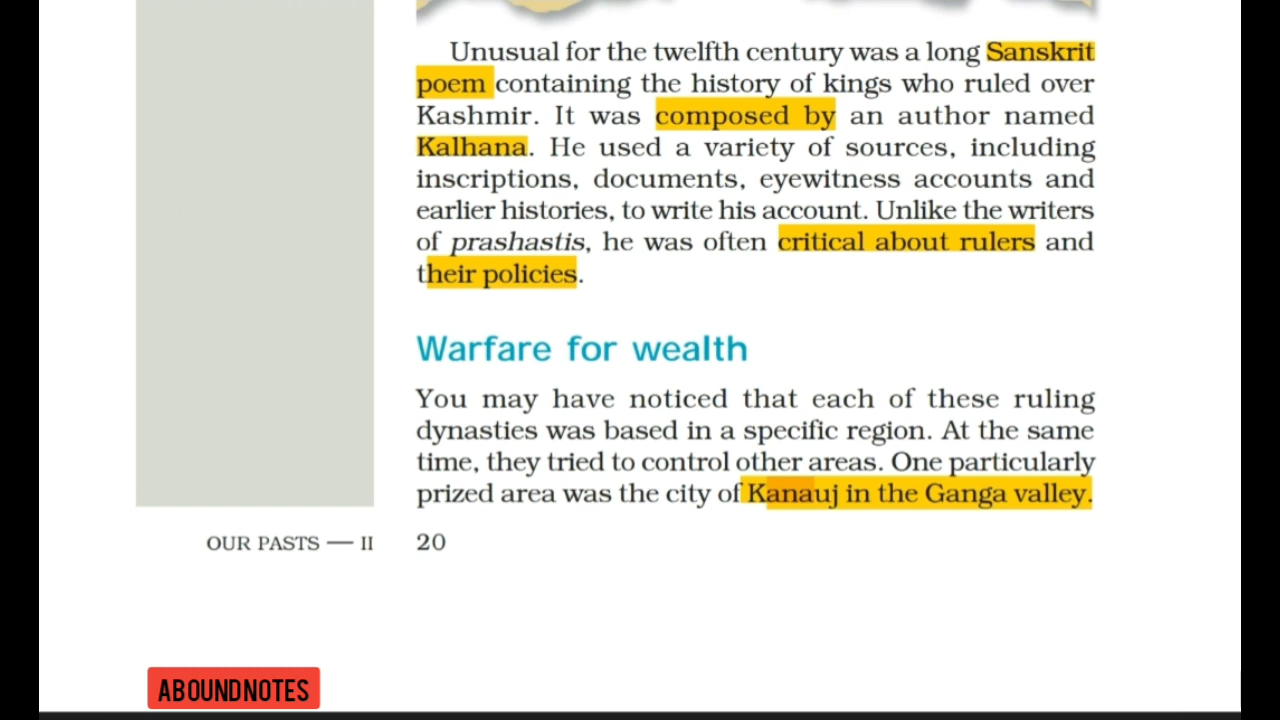 Unusual for the twelfth century was a long Sanskrit
poem containing the history of kings who ruled over
Kashmir. It was composed by an author named
Kalhana. He used a variety of sources, including
inscriptions, documents, eyewitness accounts and
earlier histories, to write his account. Unlike the writers
of prashastis, he was often critical about rulers and
their policies.
Warfare for wealth
You may have noticed that each of these ruling
dynasties was based in a specific region. At the same
time, they tried to control other areas. One particularly
prized area was the city of Kanauj in the Ganga valley.
OUR PASTS — II 20
ABOUNDNOTES